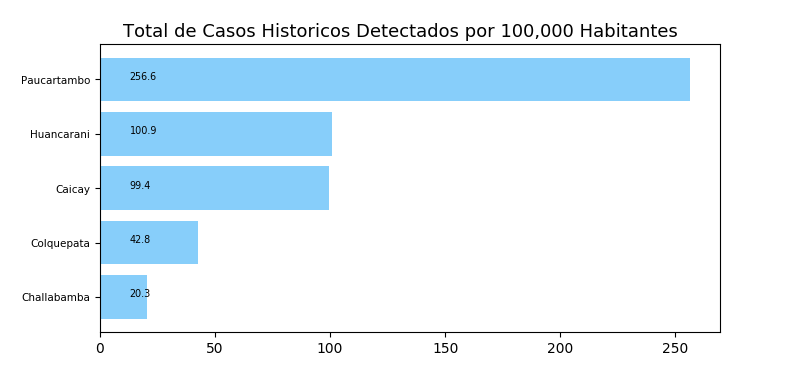 Total de Casos Historicos Detectados por 100,000 Habitantes
Paucartambo 256.6
Huancarani 100.9
Caicay 99.4
Colquepata 42.8
Challabamba 20.3
0 50 100 150 200 250